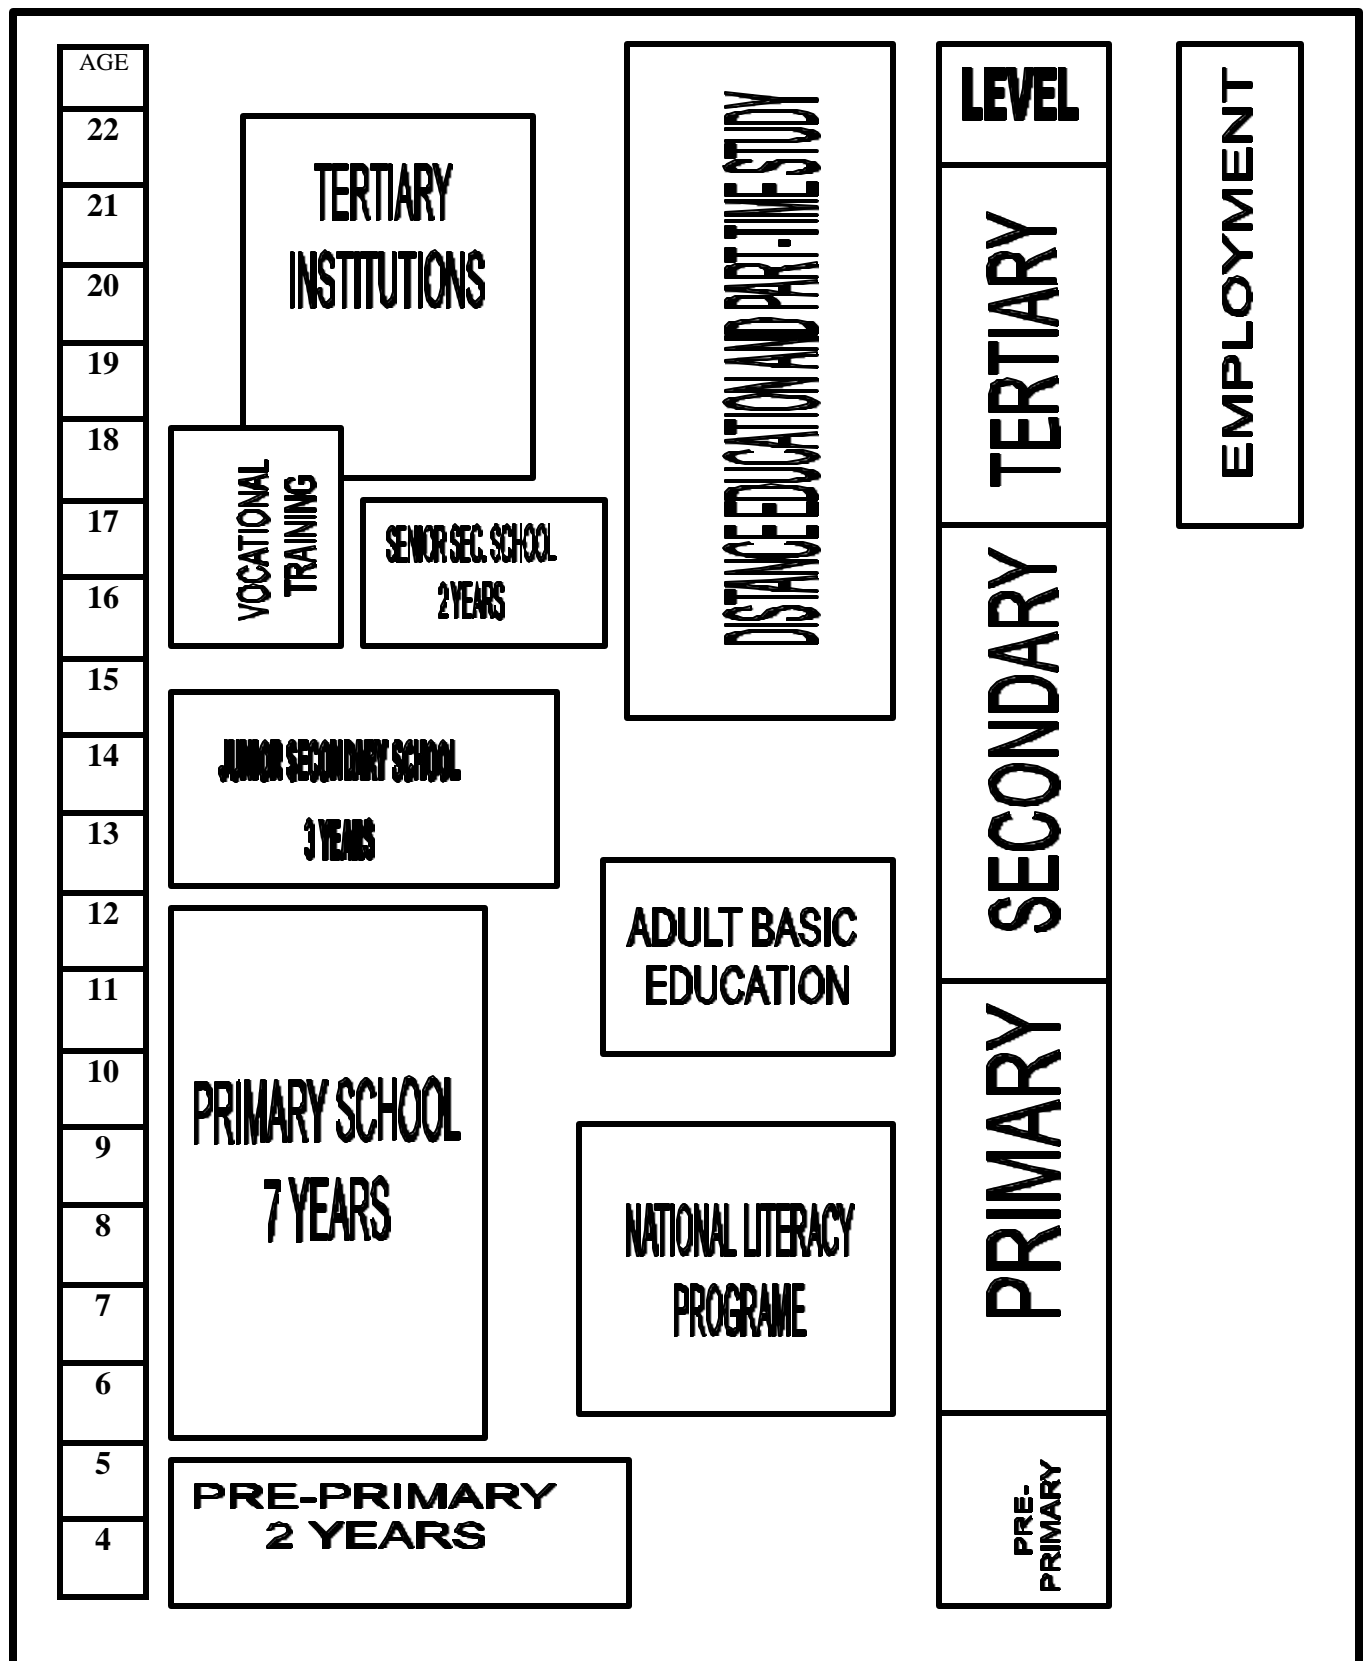 AGE
22
21
20
19
18
17
16
15
14
13
12
11
10
9
8
7
6
5
4
TERTIARY
INSTITUTIONS
VOCATIONAL
TRAINING
SENIOR SEC. SCHOOL
2 YEARS
JUNIOR SECONDARY SCHOOL
3 YEARS
PRIMARY SCHOOL
7 YEARS
PRE-PRIMARY
2 YEARS
DISTANCE EDUCATION AND PART-TIME STUDY
ADULT BASIC
EDUCATION
NATIONAL LITERACY
PROGRAME
LEVEL
TERTIARY
SECONDARY
PRIMARY
PRE-
PRIMARY
EMPLOYMENT